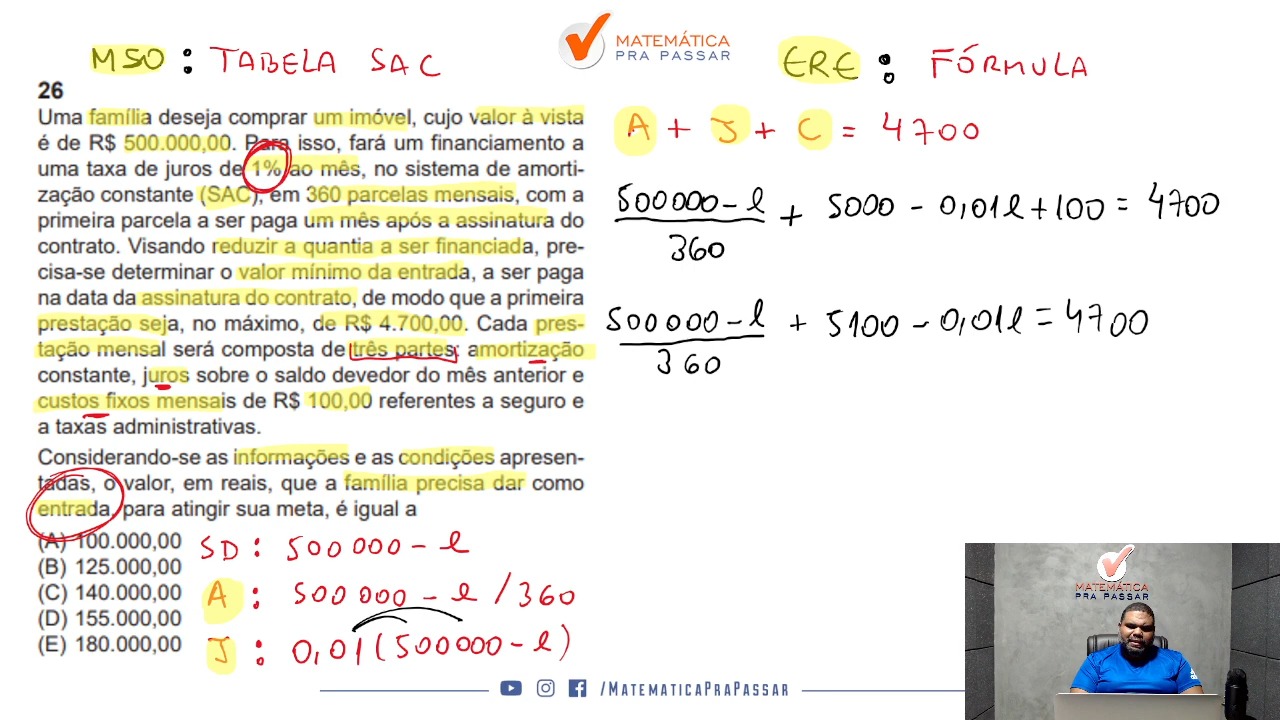 MSO : TABELA SAC
MATEMÁTICA
PRA PASSAR
ERE : FÓRMULA
26
Uma família deseja comprar um imóvel, cujo valor à vista
é de R$ 500.000,00. Para isso, fará um financiamento a
uma taxa de juros de 1% ao mês, no sistema de amorti-
zação constante (SAC), em 360 parcelas mensais, com a
primeira parcela a ser paga um mês após a assinatura do
contrato. Visando reduzir a quantia a ser financiada, pre-
cisa-se determinar o valor mínimo da entrada, a ser paga
na data da assinatura do contrato, de modo que a primeira
prestação seja, no máximo, de R$ 4.700,00. Cada pres-
tação mensal será composta de três partes: amortização
constante, juros sobre o saldo devedor do mês anterior e
custos fixos mensais de R$ 100,00 referentes a seguro e
a taxas administrativas.
Considerando-se as informações e as condições apresen-
tadas, o valor, em reais, que a família precisa dar como
entrada, para atingir sua meta, é igual a
(A) 100.000,00
(B) 125.000,00
(C) 140.000,00
(D) 155.000,00
(E) 180.000,00
SD : 500000 - e
A : 500000 - e / 360
J : 0,01(500000 - e)
A + J + C = 4700
500000 - e + 5000 - 0,01e + 100 = 4700
360
500000 - e + 5100 - 0,01e = 4700
360
MATEMÁTICA
PRA PASSAR
/MATEMATICAPRAPASSAR